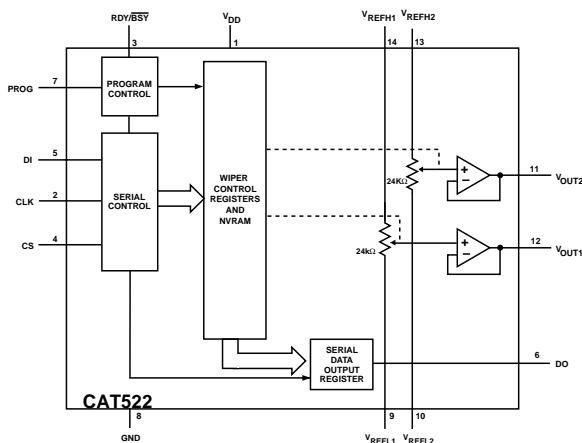 RDY/BSY
VDD
VREFH1
VREFH2
3
1
14
13
7
PROG
PROGRAM
CONTROL
5
DI
2
CLK
4
CS
SERIAL
CONTROL
WIPER
CONTROL
REGISTERS
AND
NVRAM
24KΩ
+
−
11
VOUT2
24kΩ
+
−
12
VOUT1
SERIAL
DATA
OUTPUT
REGISTER
6
DO
CAT522
8
GND
9
10
VREFL1
VREFL2